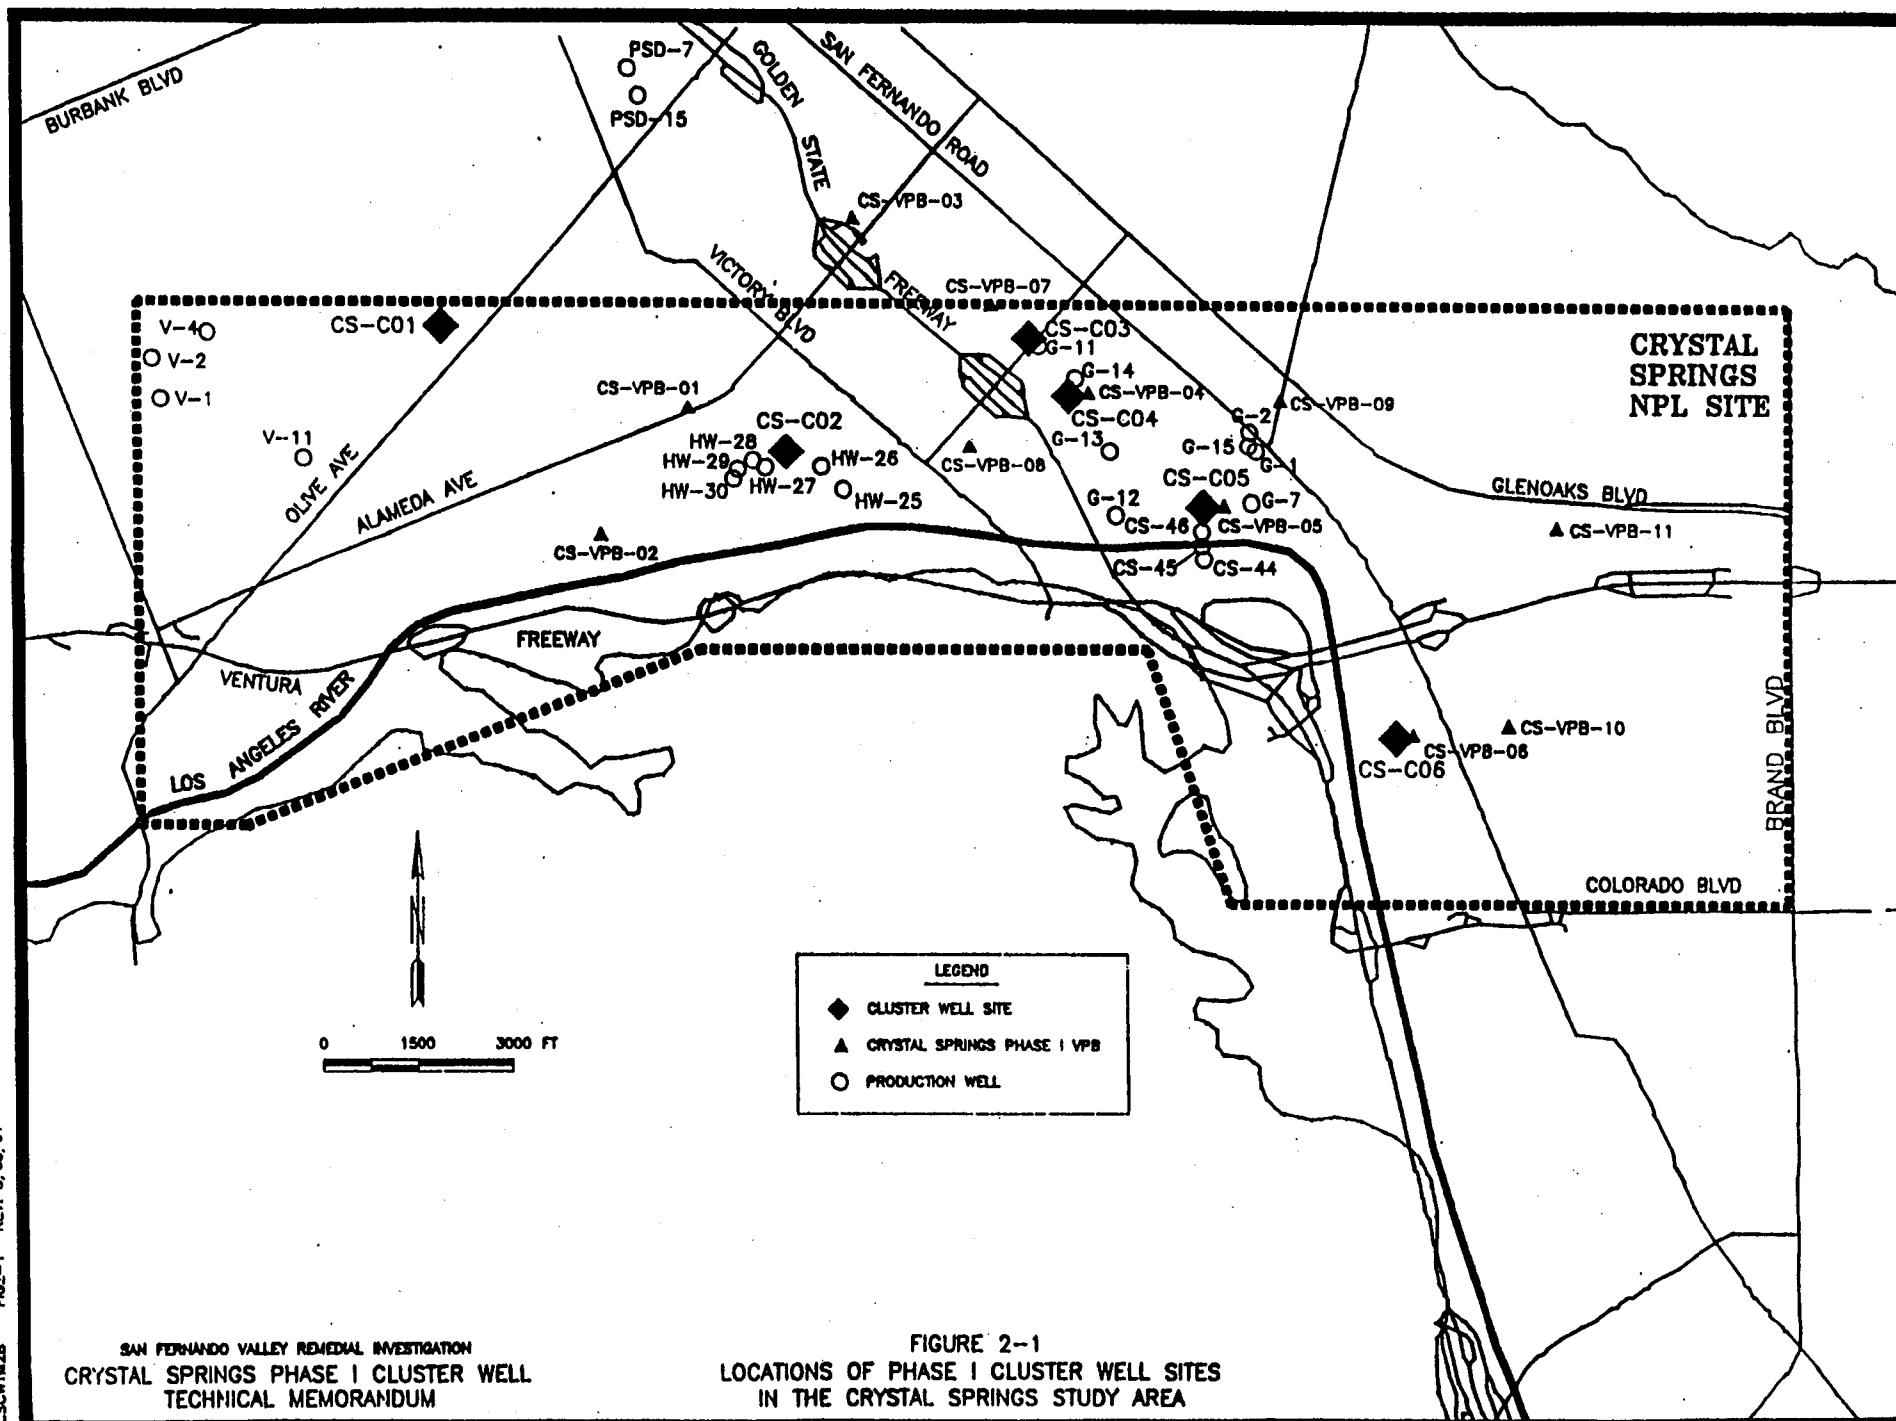 PSD-7
PSD-15
BURBANK BLVD
GOLDEN
STATE
FREEWAY
SAN FERNANDO
ROAD
CS-VPB-03
VICTORY BLVD
CS-VPB-07
V-4
V-2
V-1
CS-C01
CS-C03
G-11
CRYSTAL
SPRINGS
NPL SITE
G-14
CS-VPB-04
CS-C04
CS-VPB-01
CS-VPB-09
G-2
G-15
G-1
G-13
V-11
OLIVE AVE
CS-C02
HW-28
HW-29
HW-30
HW-27
HW-26
HW-25
CS-VPB-08
CS-C05
G-7
G-12
CS-46
CS-VPB-05
GLENOAKS BLVD
CS-VPB-11
ALAMEDA AVE
CS-VPB-02
CS-45
CS-44
FREEWAY
VENTURA
LOS ANGELES RIVER
CS-VPB-10
CS-VPB-06
CS-C06
BRAND BLVD
COLORADO BLVD
N
0 1500 3000 FT
LEGEND
CLUSTER WELL SITE
CRYSTAL SPRINGS PHASE I VPB
PRODUCTION WELL
SAN FERNANDO VALLEY REMEDIAL INVESTIGATION
CRYSTAL SPRINGS PHASE I CLUSTER WELL
TECHNICAL MEMORANDUM
FIGURE 2-1
LOCATIONS OF PHASE I CLUSTER WELL SITES
IN THE CRYSTAL SPRINGS STUDY AREA